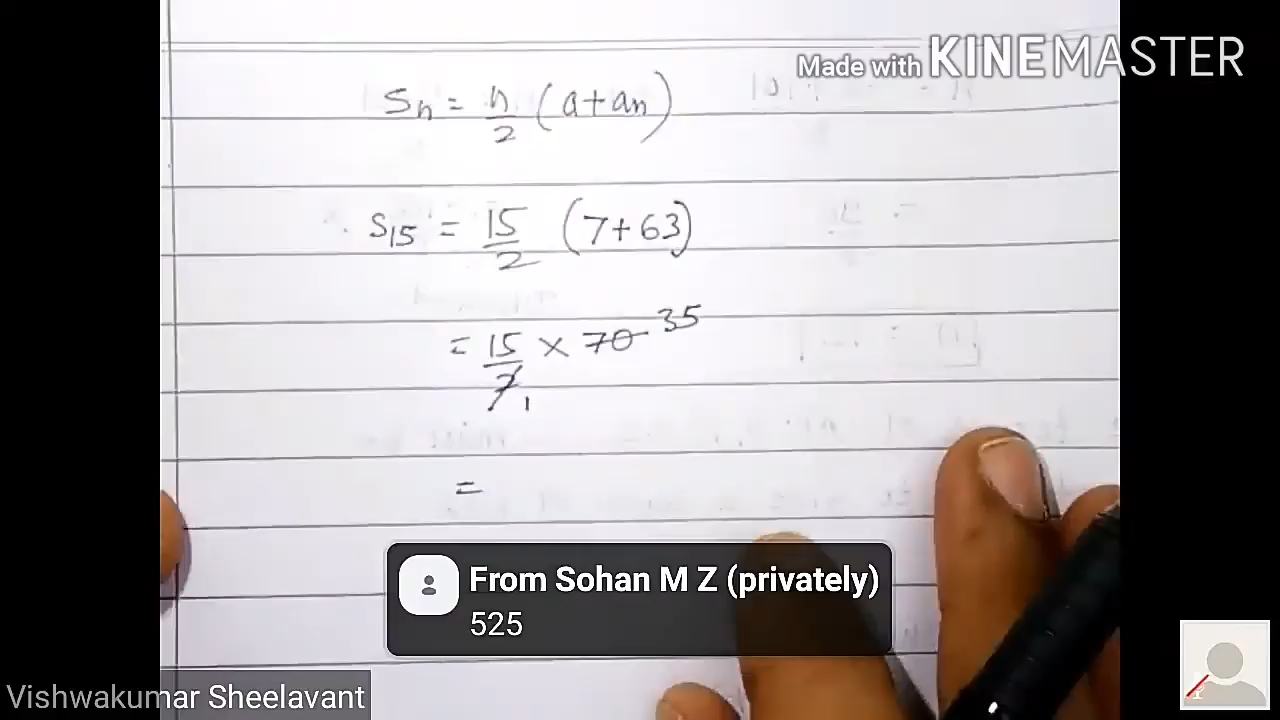 Made with KINEMASTER
Sn = n/2 (a+an)
S15 = 15/2 (7+63)
= 15/2 1 × 70 35
=
From Sohan M Z (privately)
525
Vishwakumar Sheelavant